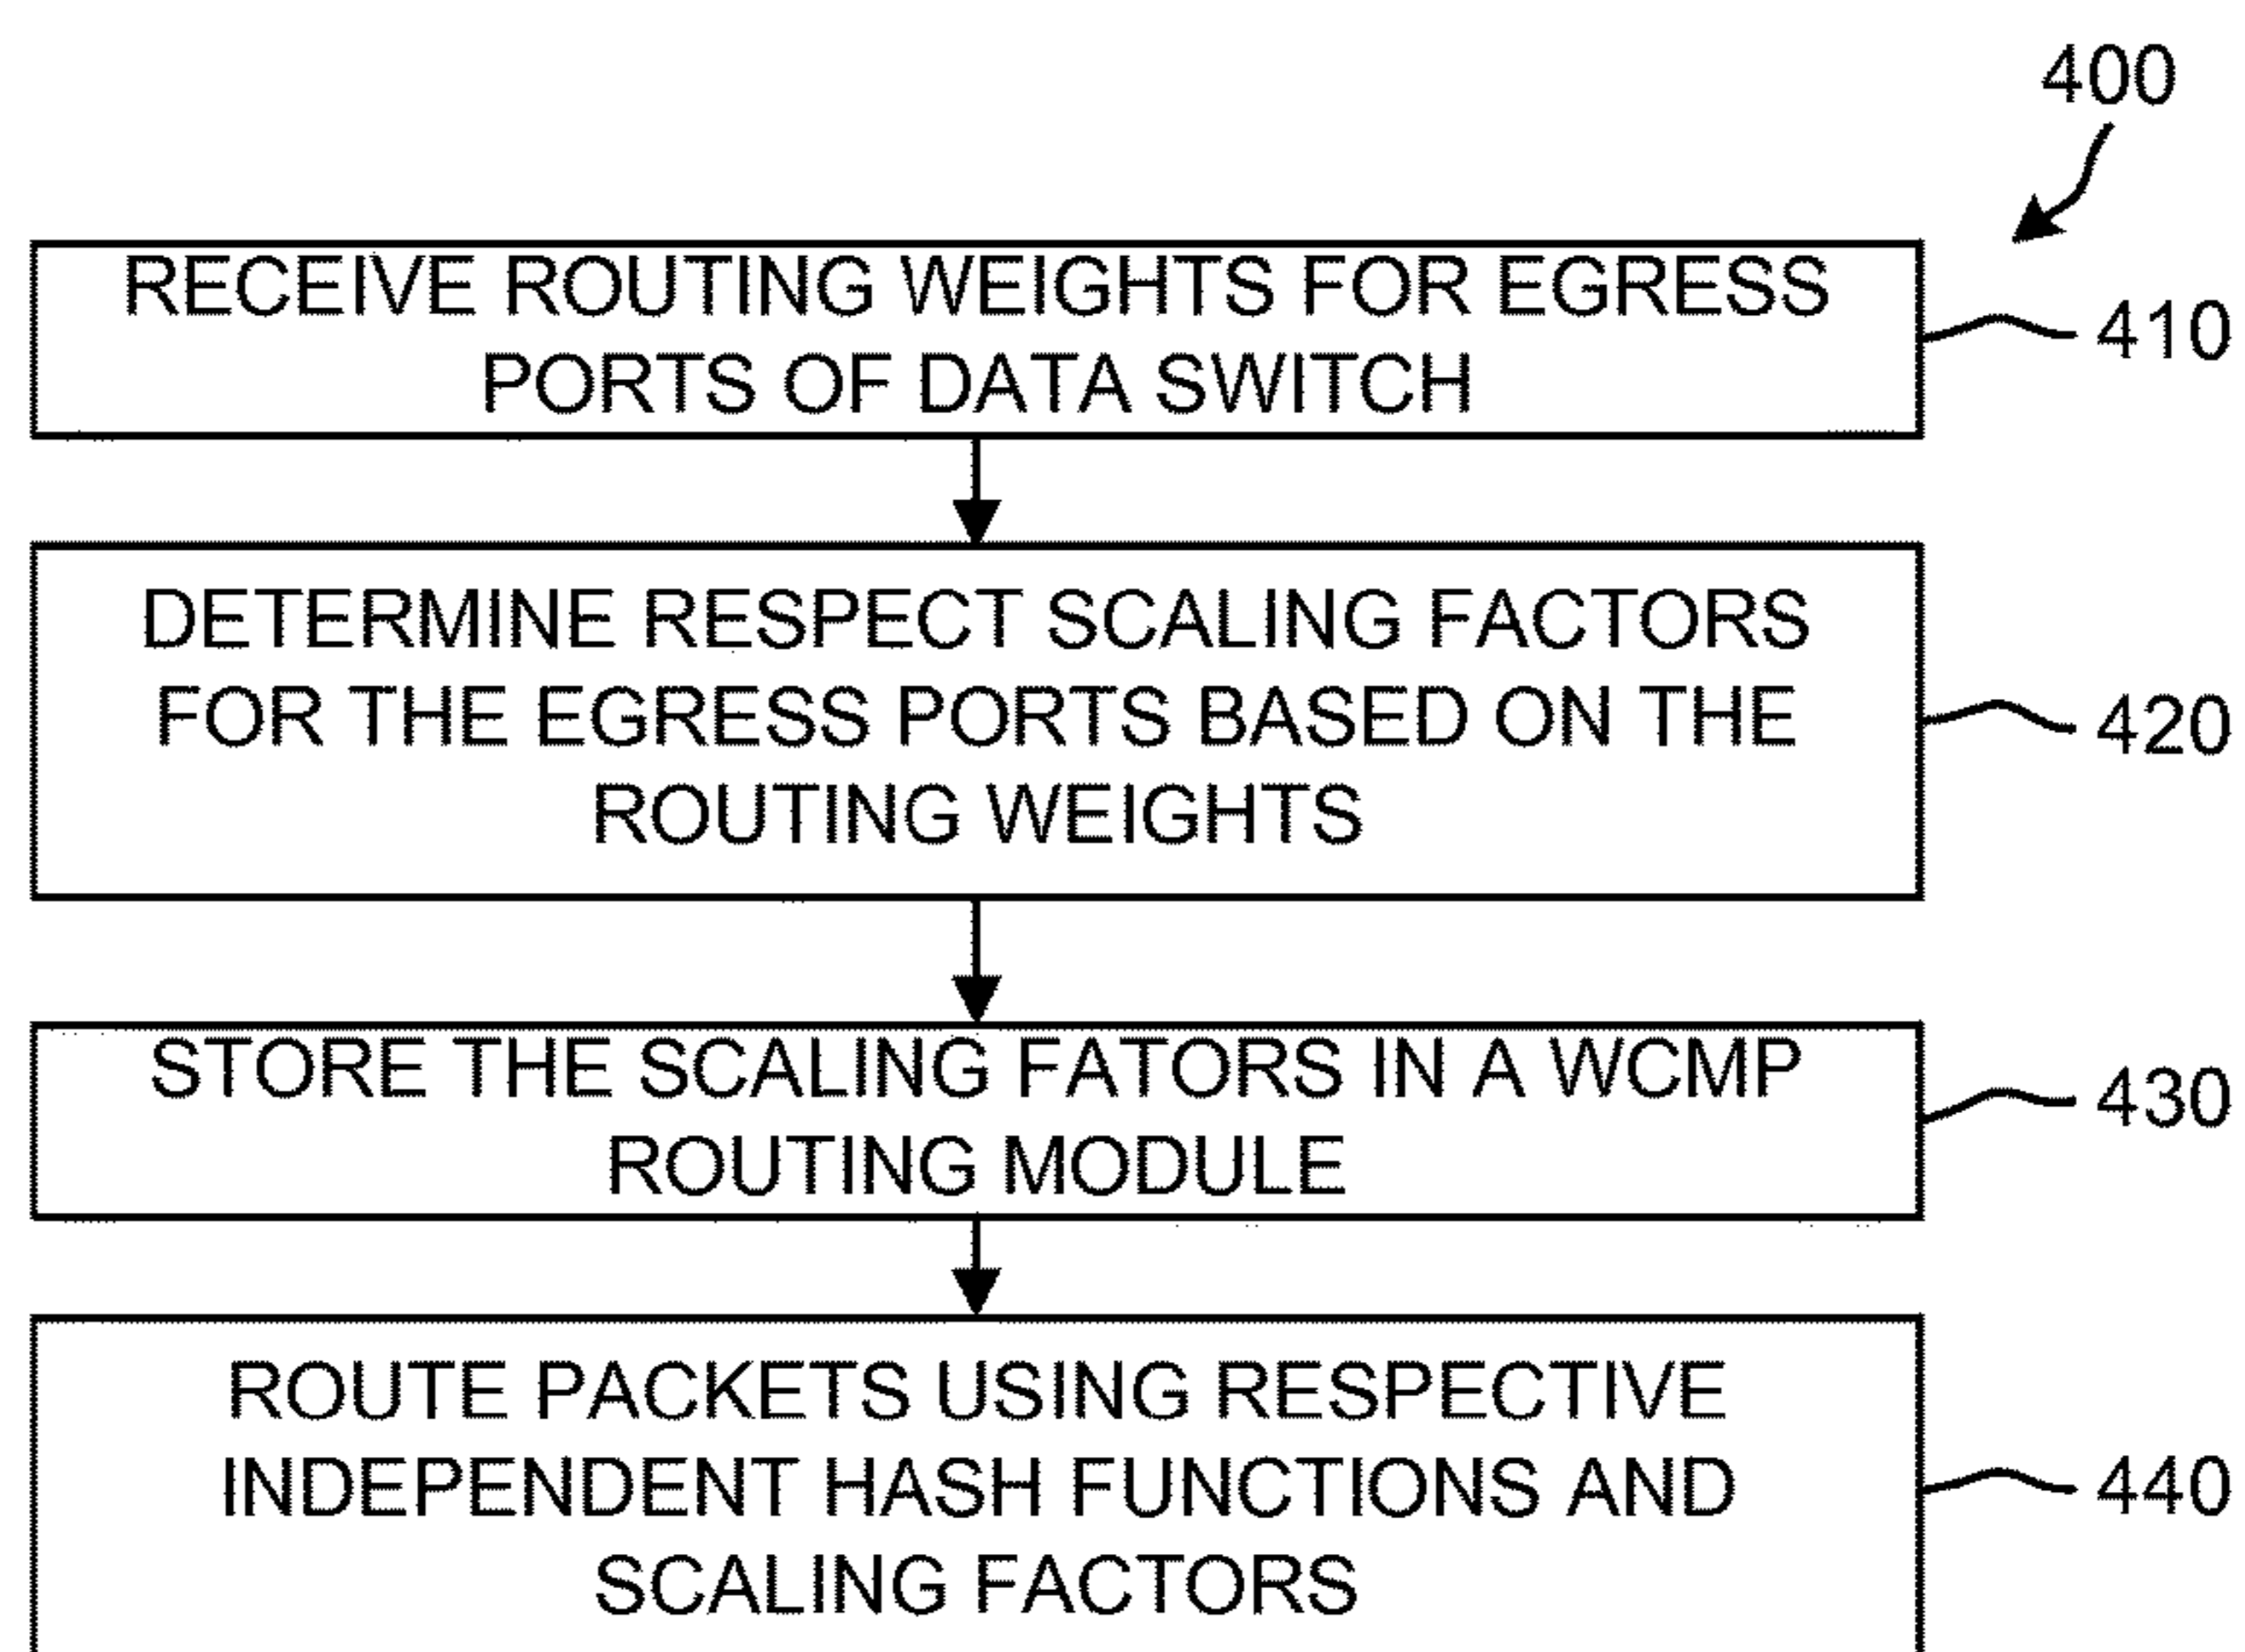 400
RECEIVE ROUTING WEIGHTS FOR EGRESS
PORTS OF DATA SWITCH
410
DETERMINE RESPECT SCALING FACTORS
FOR THE EGRESS PORTS BASED ON THE
ROUTING WEIGHTS
420
STORE THE SCALING FATORS IN A WCMP
ROUTING MODULE
430
ROUTE PACKETS USING RESPECTIVE
INDEPENDENT HASH FUNCTIONS AND
SCALING FACTORS
440